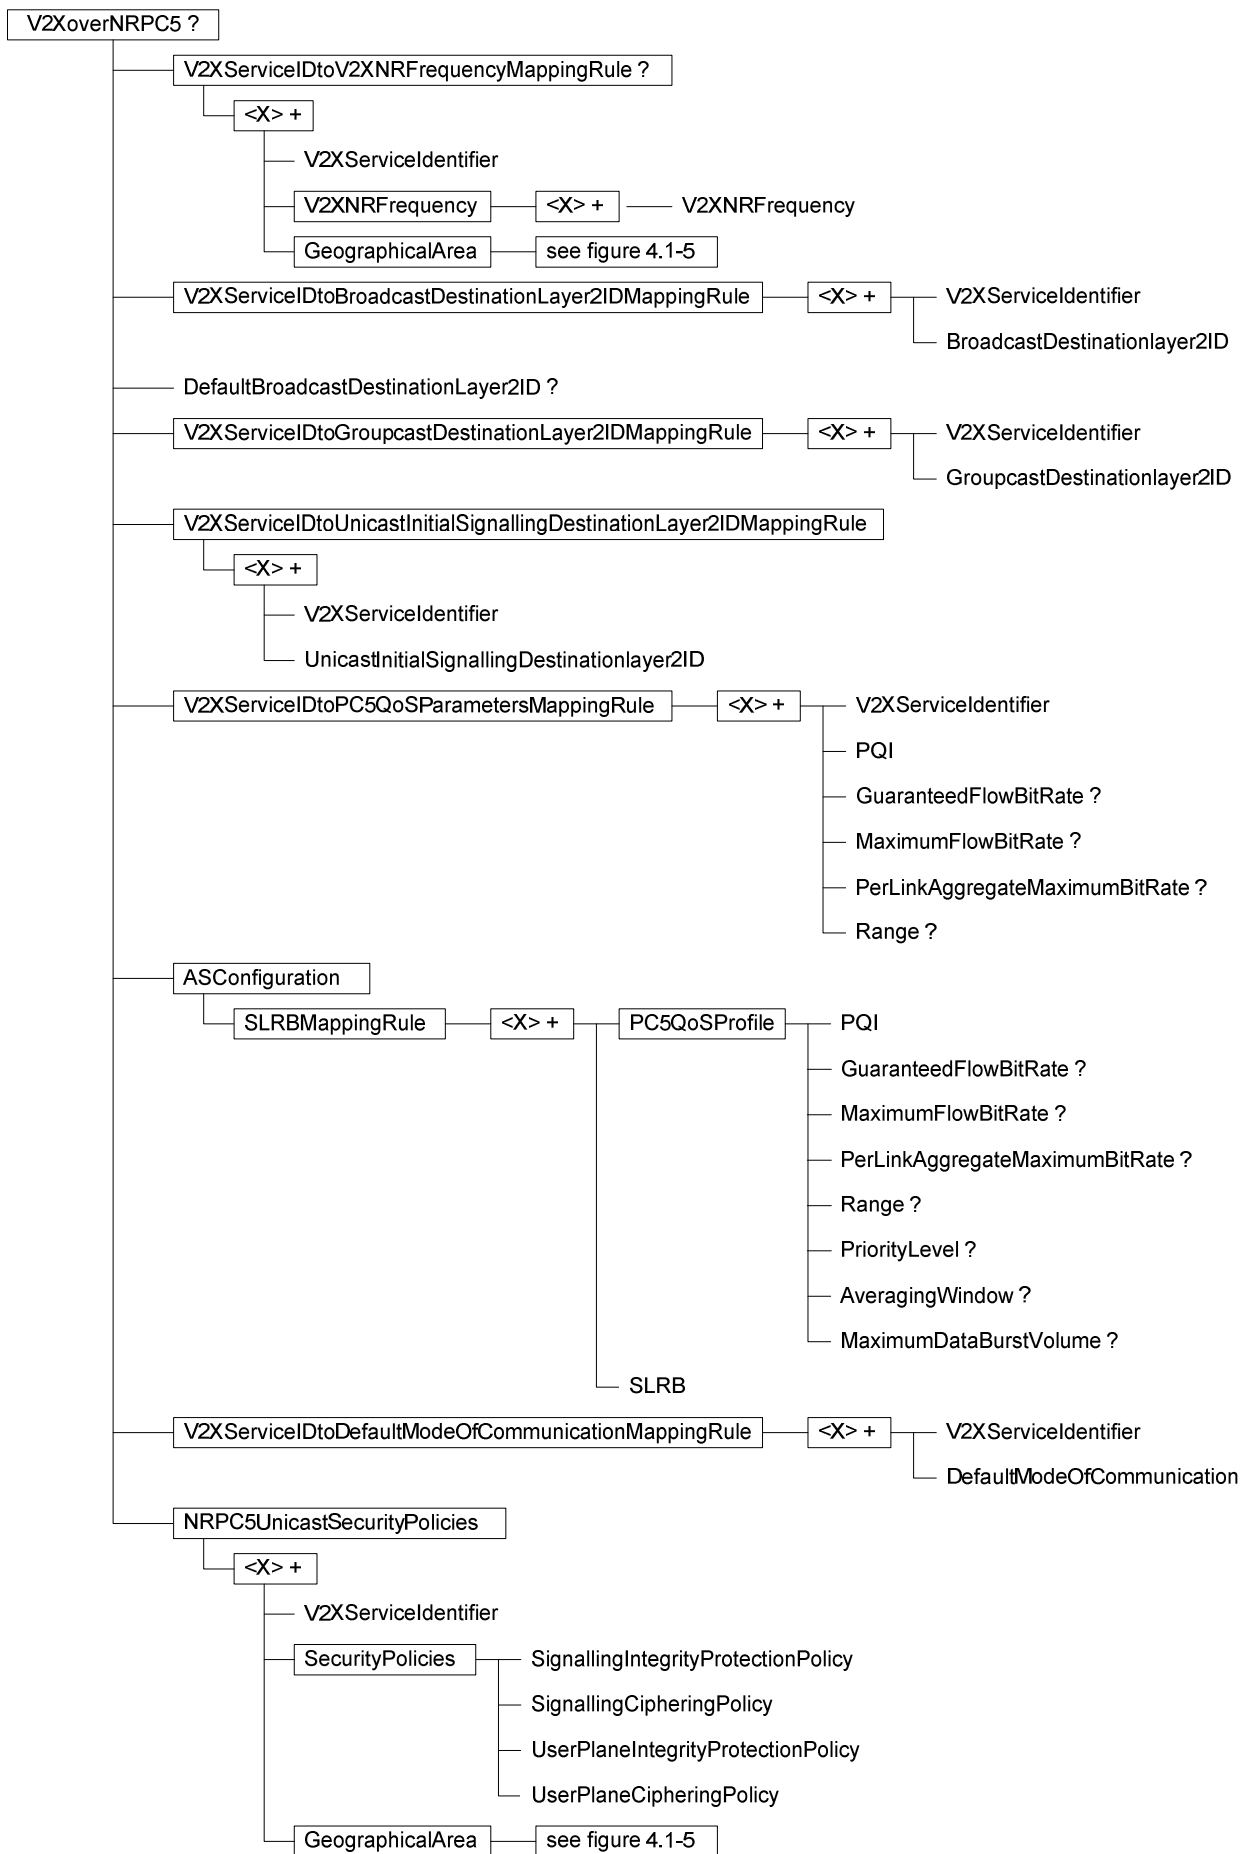 V2XoverNRPC5 ?
V2XServiceIDtoV2XNRFrequencyMappingRule ?
<X> +
V2XServiceIdentifier
V2XNRFrequency <X> + V2XNRFrequency
GeographicalArea see figure 4.1-5
V2XServiceIDtoBroadcastDestinationLayer2IDMappingRule <X> + V2XServiceIdentifier
BroadcastDestinationlayer2ID
DefaultBroadcastDestinationLayer2ID ?
V2XServiceIDtoGroupcastDestinationLayer2IDMappingRule <X> + V2XServiceIdentifier
GroupcastDestinationlayer2ID
V2XServiceIDtoUnicastInitialSignallingDestinationLayer2IDMappingRule
<X> +
V2XServiceIdentifier
UnicastInitialSignallingDestinationlayer2ID
V2XServiceIDtoPC5QoSParametersMappingRule <X> + V2XServiceIdentifier
PQI
GuaranteedFlowBitRate ?
MaximumFlowBitRate ?
PerLinkAggregateMaximumBitRate ?
Range ?
ASConfiguration
SLRBMappingRule <X> + PC5QoSProfile PQI
GuaranteedFlowBitRate ?
MaximumFlowBitRate ?
PerLinkAggregateMaximumBitRate ?
Range ?
PriorityLevel ?
AveragingWindow ?
MaximumDataBurstVolume ?
SLRB
V2XServiceIDtoDefaultModeOfCommunicationMappingRule <X> + V2XServiceIdentifier
DefaultModeOfCommunication
NRPC5UnicastSecurityPolicies
<X> +
V2XServiceIdentifier
SecurityPolicies SignallingIntegrityProtectionPolicy
SignallingCipheringPolicy
UserPlaneIntegrityProtectionPolicy
UserPlaneCipheringPolicy
GeographicalArea see figure 4.1-5